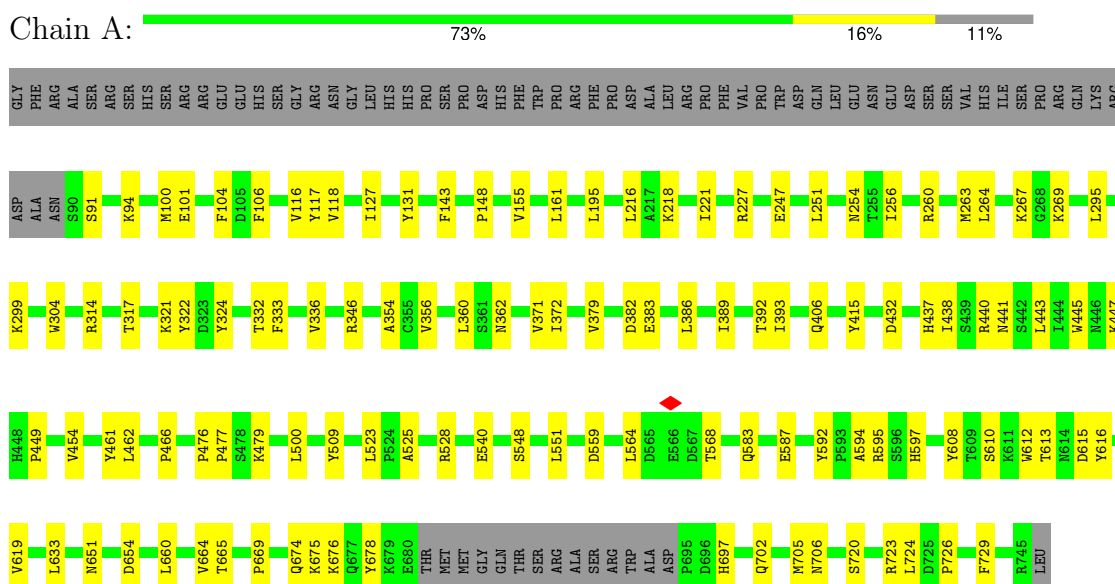 Chain A:
73% 16% 11%
GLY PHE ARG ALA SER ARG SER HIS SER ARG ARG GLU GLU HIS SER GLY ARG ASN GLY LEU HIS HIS PRO SER PRO ASP HIS PHE TRP PRO ARG PHE PRO ASP ALA LEU ARG PRO PHE VAL PRO TRP ASP GLN LEU GLU ASN GLU ASP SER SER VAL HIS ILE SER PRO ARG GLN LYS ARG
ASP ALA ASN S90 S91 K94 M100 E101 F104 D105 F106 V116 Y117 V118 I127 Y131 F143 P148 V155 L161 L195 L216 A217 K218 I221 R227 E247 L251 N254 T255 I256 R260 M263 L264 K267 G268 K269 L295
K299 W304 R314 T317 K321 Y322 D323 Y324 T332 F333 V336 R346 A354 C355 V356 L360 S361 N362 V371 I372 V379 D382 E383 L386 I389 T392 I393 Q406 Y415 D432 H437 I438 S439 R440 N441 S442 L443 I444 W445 N446 K447
H448 P449 V454 Y461 L462 P466 P476 P477 S478 K479 L500 Y509 L523 P524 A525 R528 E540 S548 L551 D559 L564 D565 E566 D567 T568 Q583 E587 Y592 P593 A594 R595 S596 H597 Y608 T609 S610 K611 W612 T613 N614 D615 Y616
V619 L633 N651 D654 L660 V664 T665 P669 Q674 K675 K676 Q677 Y678 K679 E680 THR MET MET GLY GLN THR SER ARG ALA SER ARG TRP ALA ASP P695 D696 H697 Q702 M705 N706 S720 R723 L724 D725 P726 F729 R745 LEU